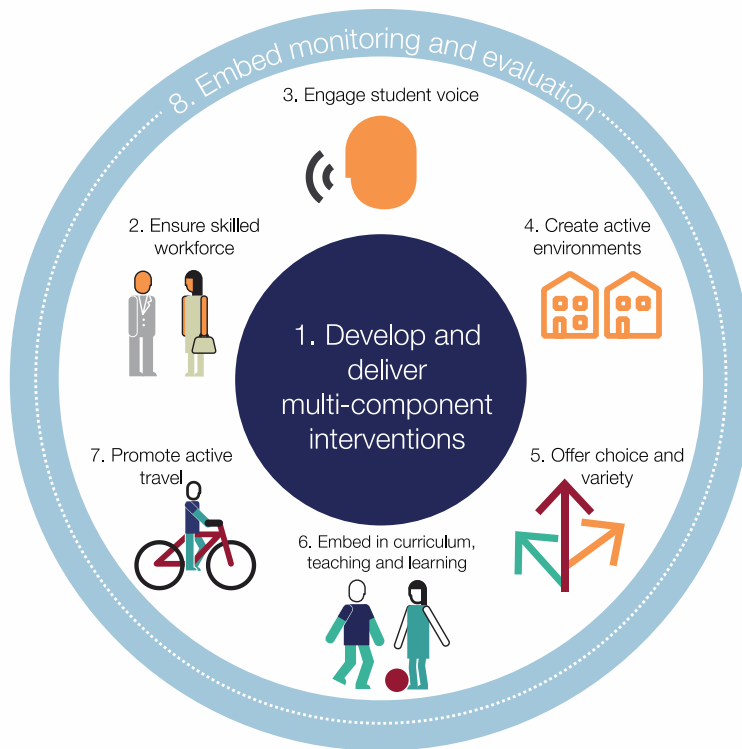 8. Embed monitoring and evaluation
3. Engage student voice
2. Ensure skilled
workforce
4. Create active
environments
1. Develop and
deliver
multi-component
interventions
7. Promote active
travel
5. Offer choice and
variety
6. Embed in curriculum,
teaching and learning